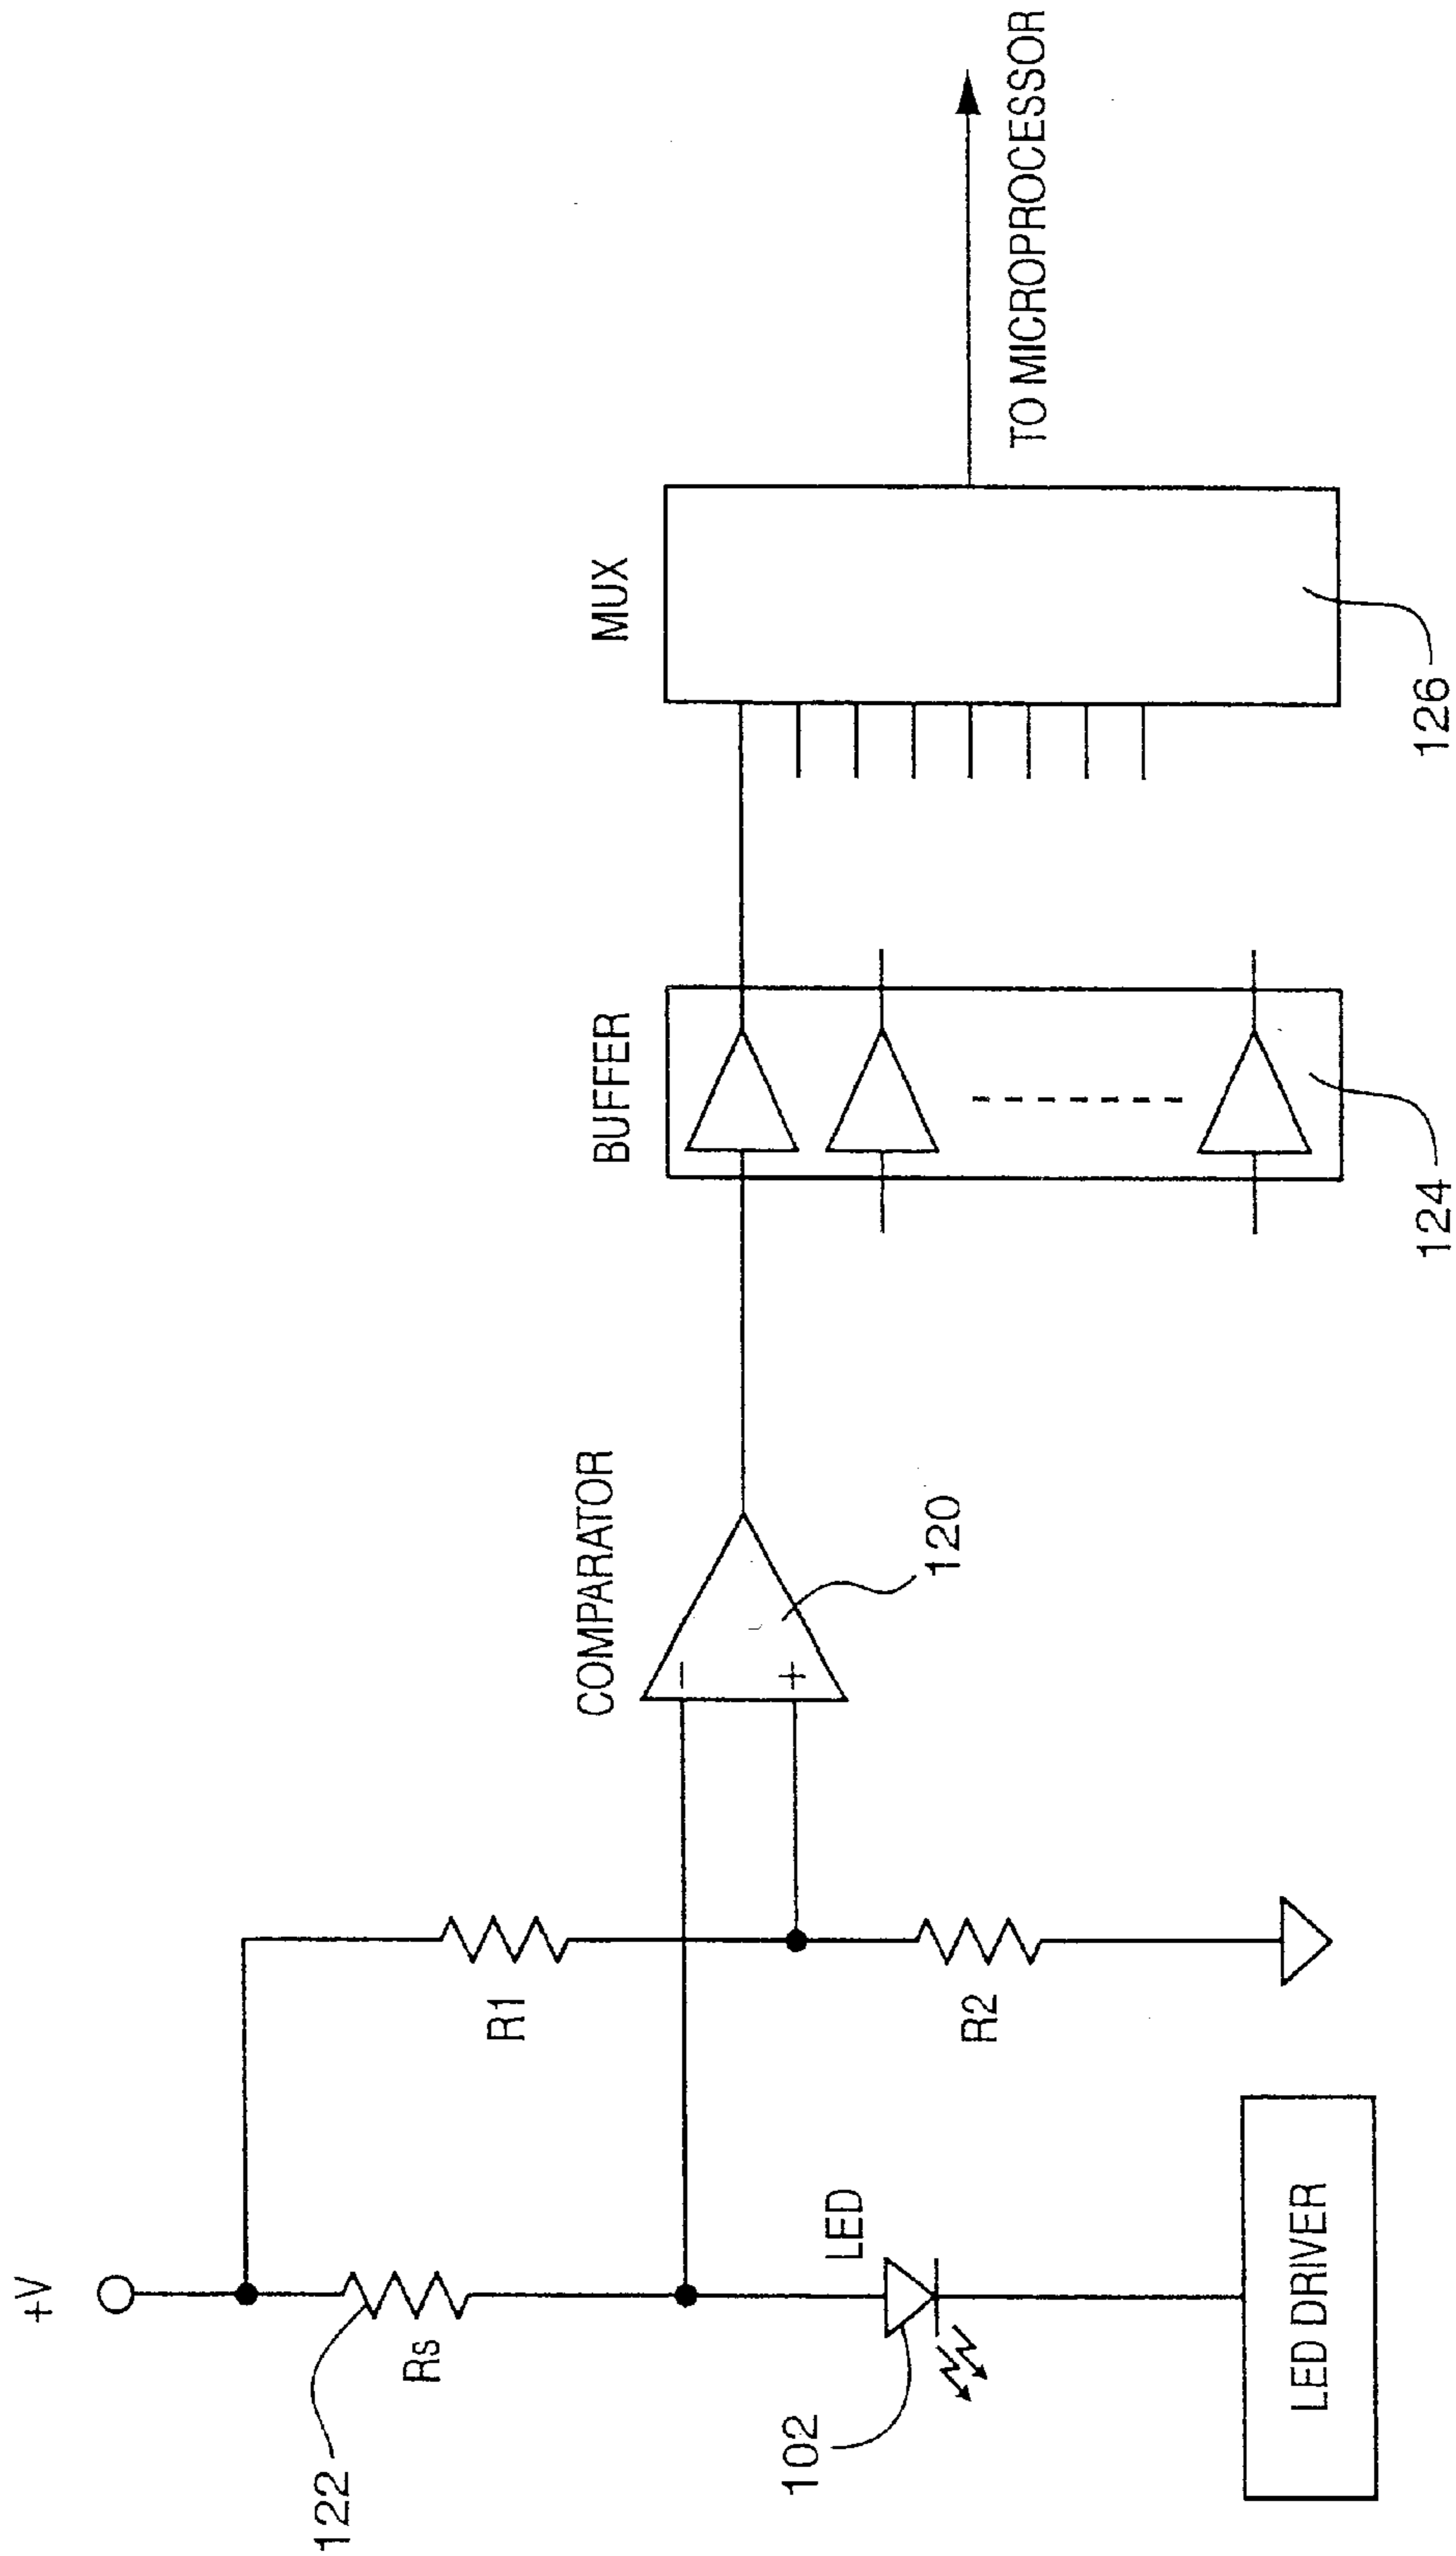 +V
122
Rs
R1
102
LED
R2
LED DRIVER
COMPARATOR
−
+
120
BUFFER
124
MUX
126
TO MICROPROCESSOR